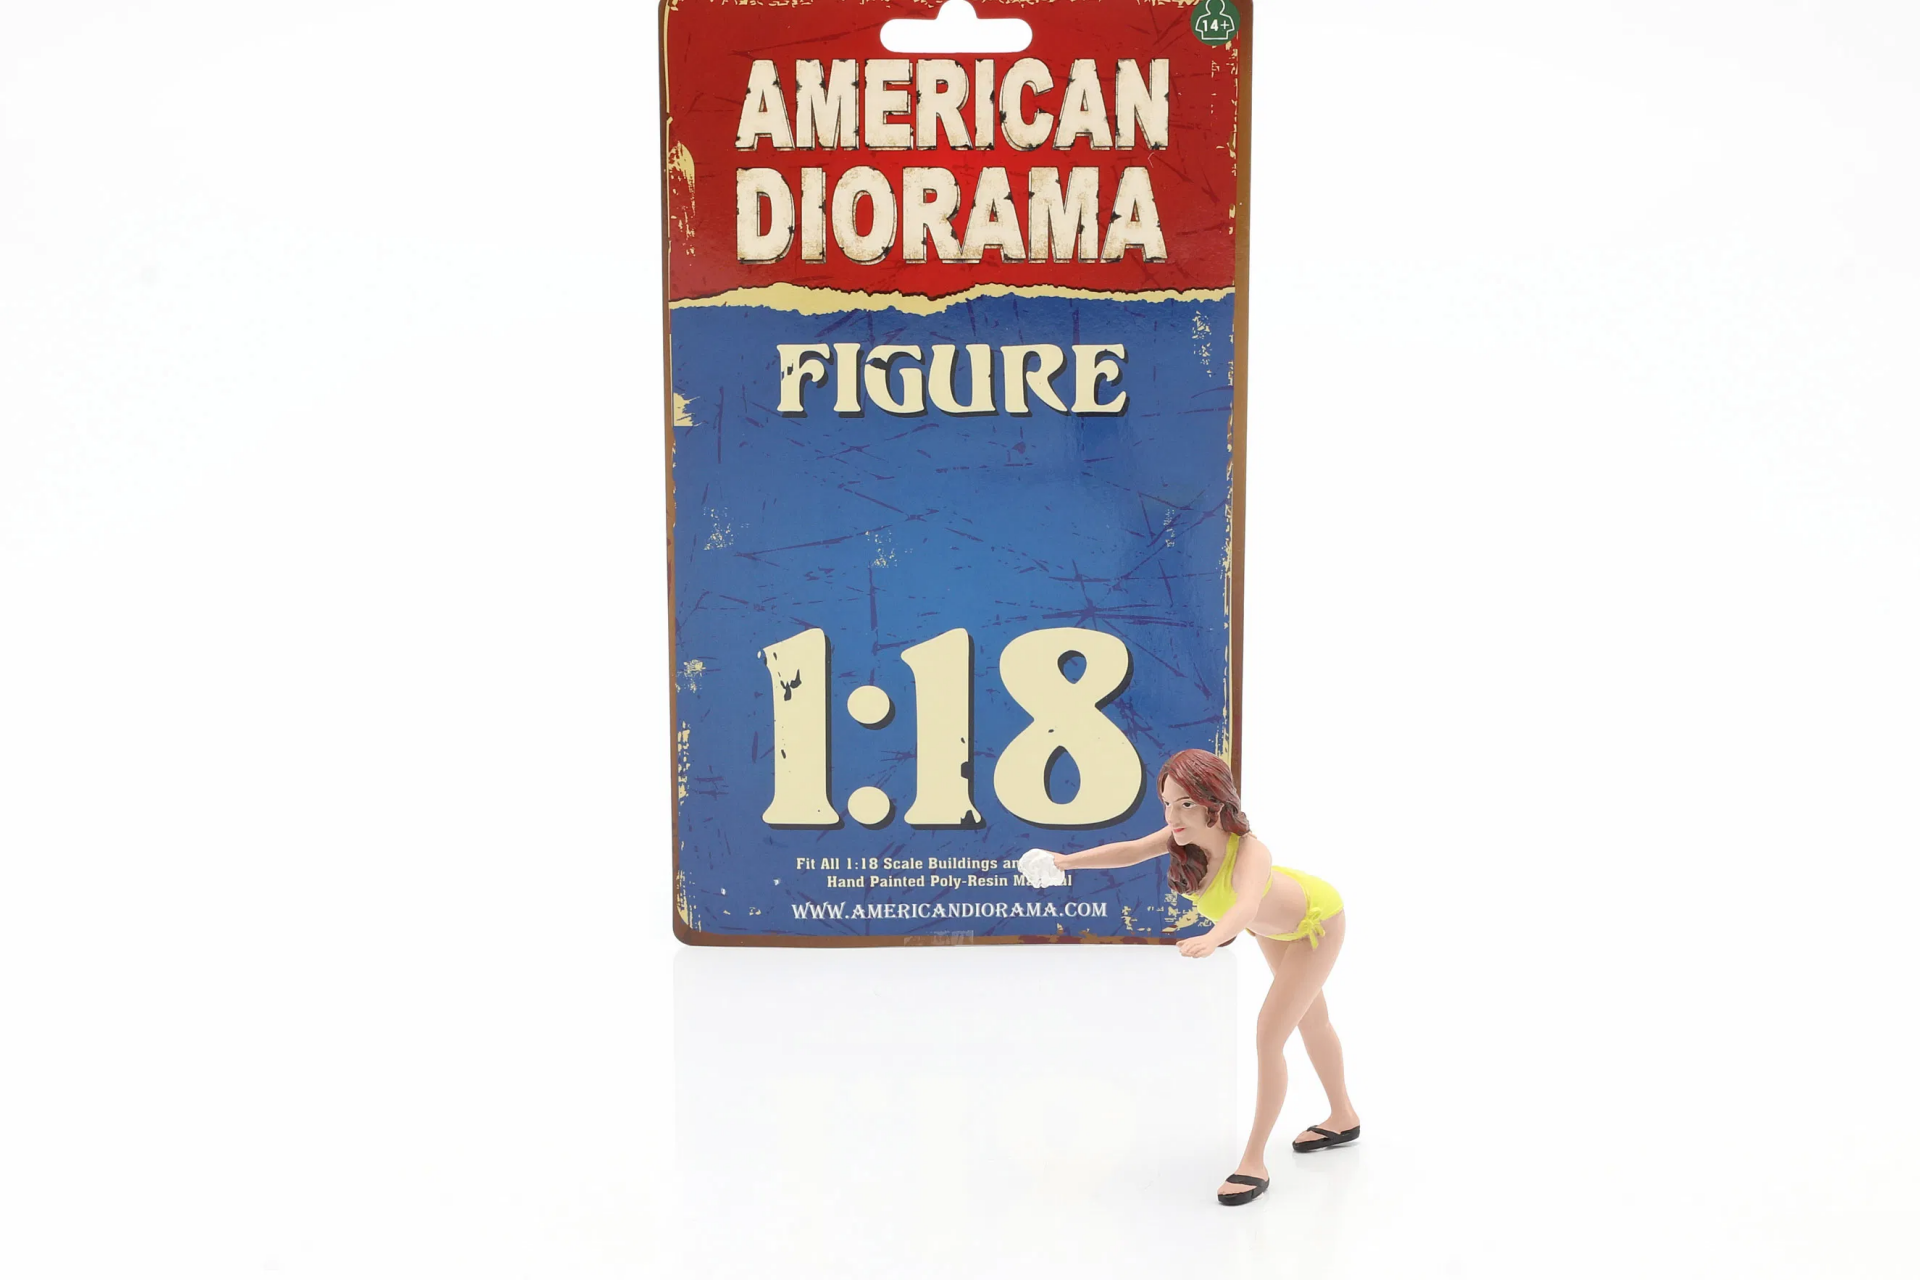 14+
AMERICAN
DIORAMA
FIGURE
1:18
Fit All 1:18 Scale Buildings
Hand Painted Poly-Resin
WWW.AMERICANDIORAMA.COM